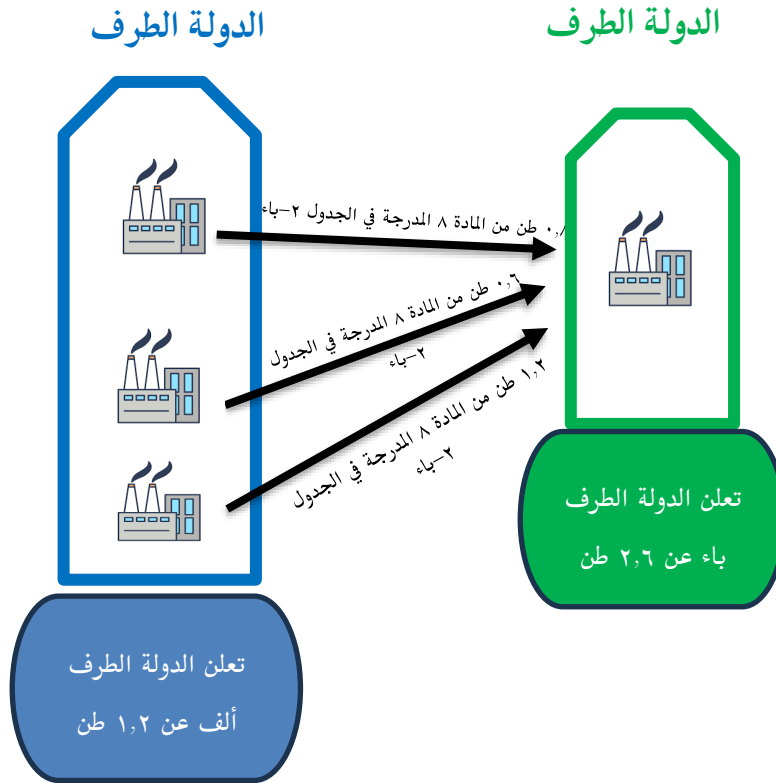 الدولة الطرف
الدولة الطرف
٠,٨ طن من المادة ٨ المدرجة في الجدول ٢-باء
٠,٦ طن من المادة ٨ المدرجة في الجدول
٢-باء
١,٢ طن من المادة ٨ المدرجة في الجدول
٢-باء
تعلن الدولة الطرف
باء عن ٢,٦ طن
تعلن الدولة الطرف
ألف عن ١,٢ طن